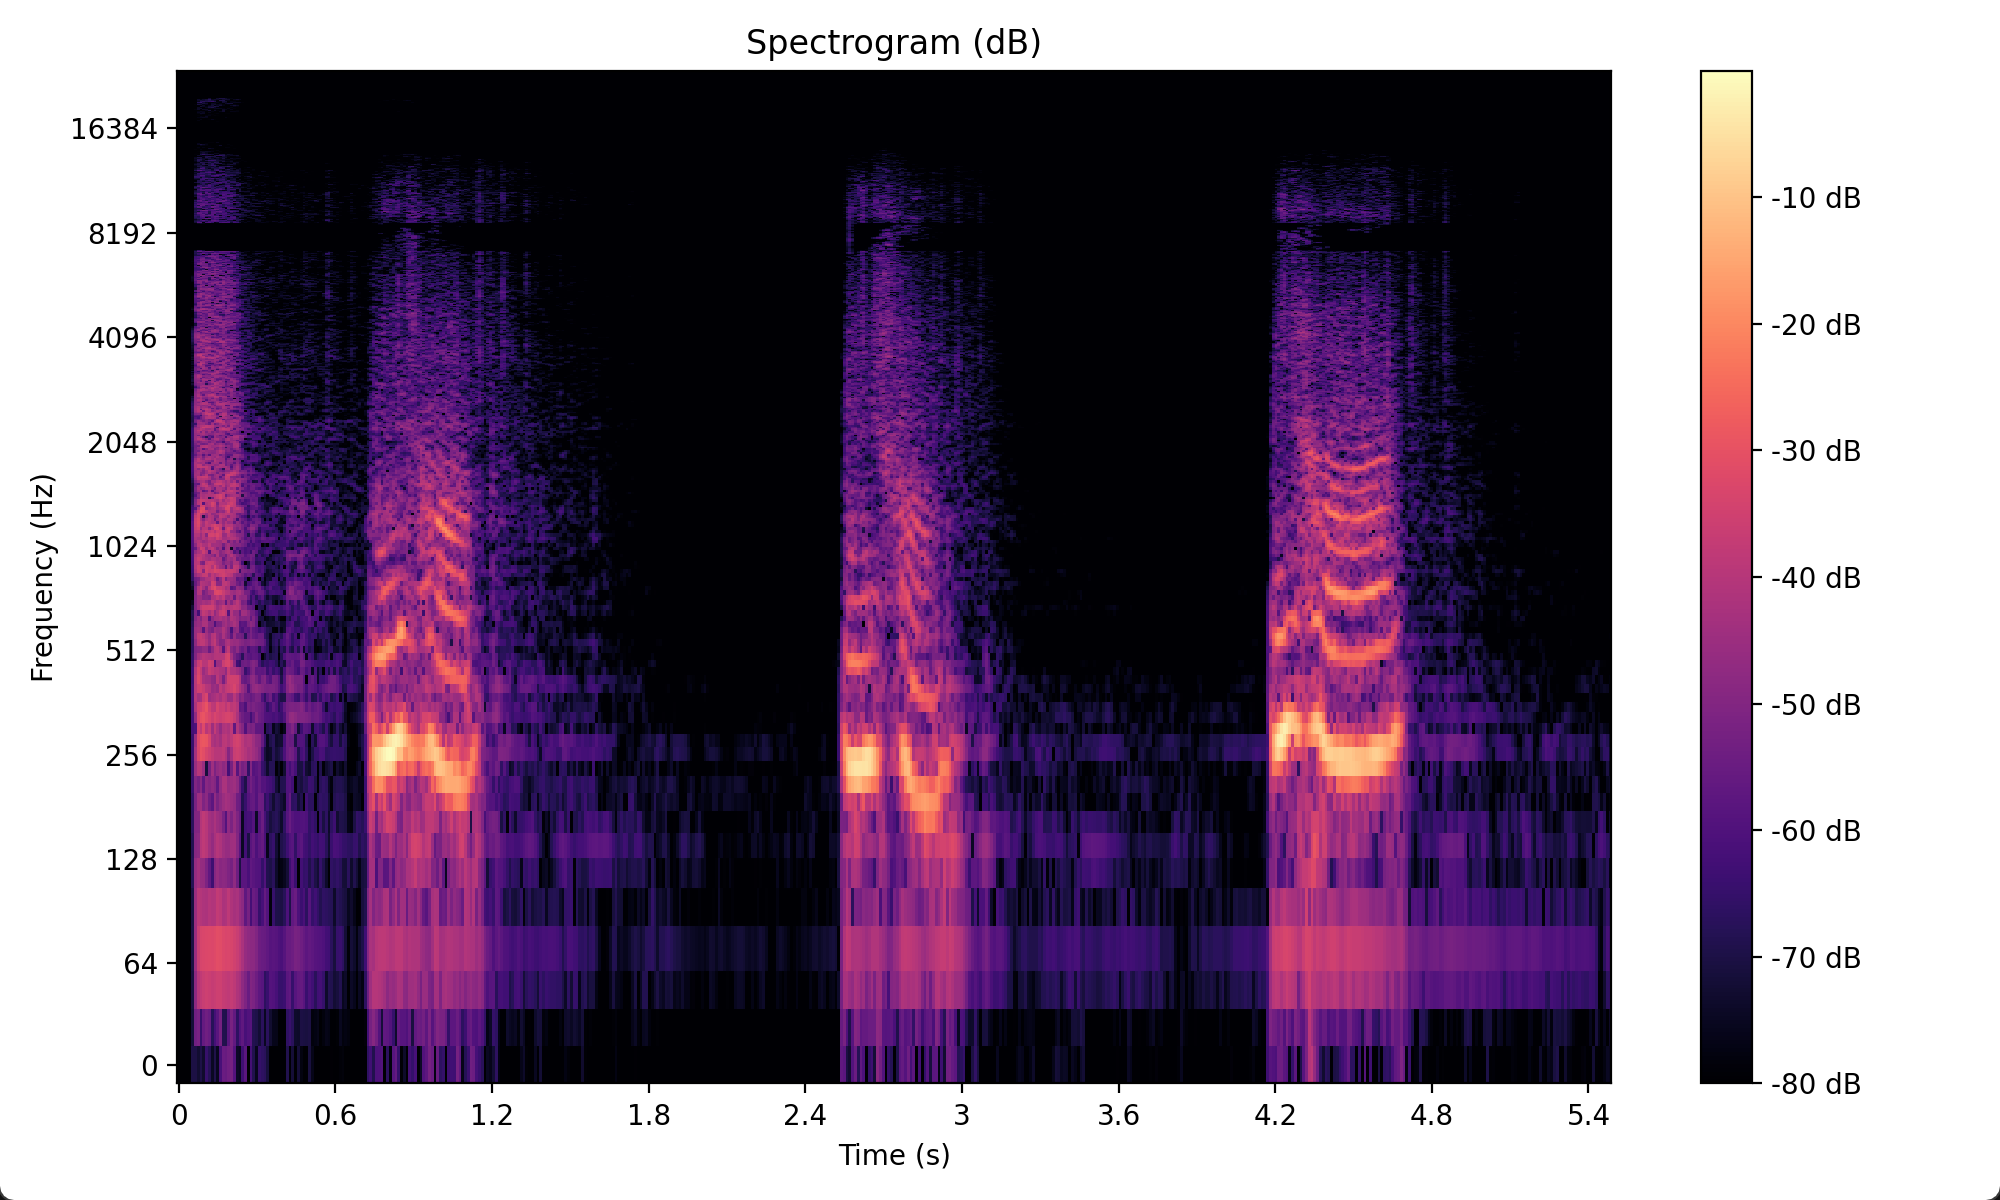 Spectrogram (dB)
16384
8192
4096
2048
1024
512
256
128
64
0
Frequency (Hz)
0 0.6 1.2 1.8 2.4 3 3.6 4.2 4.8 5.4
Time (s)
-10 dB
-20 dB
-30 dB
-40 dB
-50 dB
-60 dB
-70 dB
-80 dB